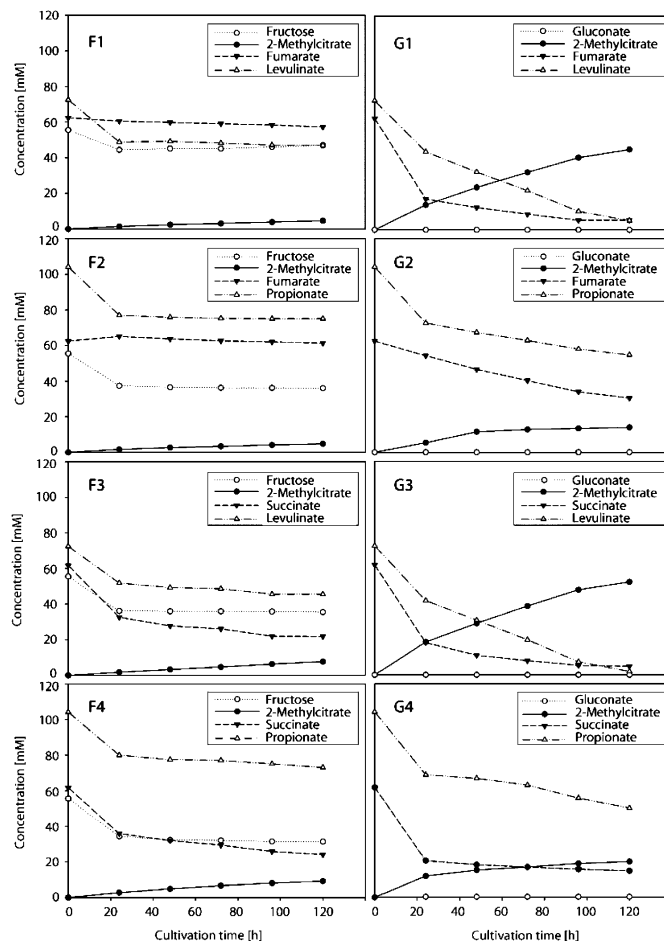 F1
Fructose
2-Methylcitrate
Fumarate
Levulinate
Concentration [mM]
120
100
80
60
40
20
0
G1
Gluconate
2-Methylcitrate
Fumarate
Levulinate
F2
Fructose
2-Methylcitrate
Fumarate
Propionate
Concentration [mM]
120
100
80
60
40
20
0
G2
Gluconate
2-Methylcitrate
Fumarate
Propionate
F3
Fructose
2-Methylcitrate
Succinate
Levulinate
Concentration [mM]
120
100
80
60
40
20
0
G3
Gluconate
2-Methylcitrate
Succinate
Levulinate
F4
Fructose
2-Methylcitrate
Succinate
Propionate
Concentration [mM]
120
100
80
60
40
20
0
G4
Gluconate
2-Methylcitrate
Succinate
Propionate
0 20 40 60 80 100 120
0 20 40 60 80 100 120
Cultivation time [h]
Cultivation time [h]